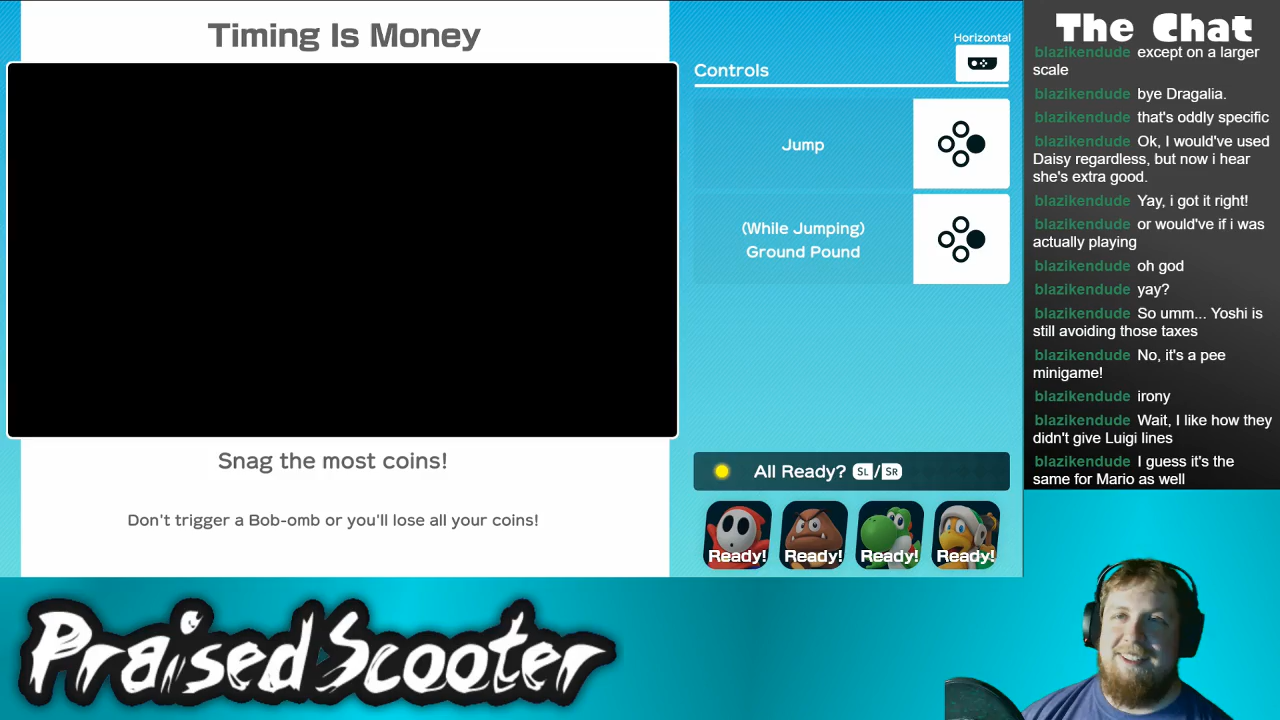 Timing Is Money
Snag the most coins!
Don't trigger a Bob-omb or you'll lose all your coins!
Horizontal
Controls
Jump
(While Jumping)
Ground Pound
All Ready? SL/SR
Ready! Ready! Ready! Ready!
The Chat
blazikendude except on a larger
scale
blazikendude bye Dragalia.
blazikendude that's oddly specific
blazikendude Ok, I would've used
Daisy regardless, but now i hear
she's extra good.
blazikendude Yay, i got it right!
blazikendude or would've if i was
actually playing
blazikendude oh god
blazikendude yay?
blazikendude So umm... Yoshi is
still avoiding those taxes
blazikendude No, it's a pee
minigame!
blazikendude irony
blazikendude Wait, I like how they
didn't give Luigi lines
blazikendude I guess it's the
same for Mario as well
PraisedScooter